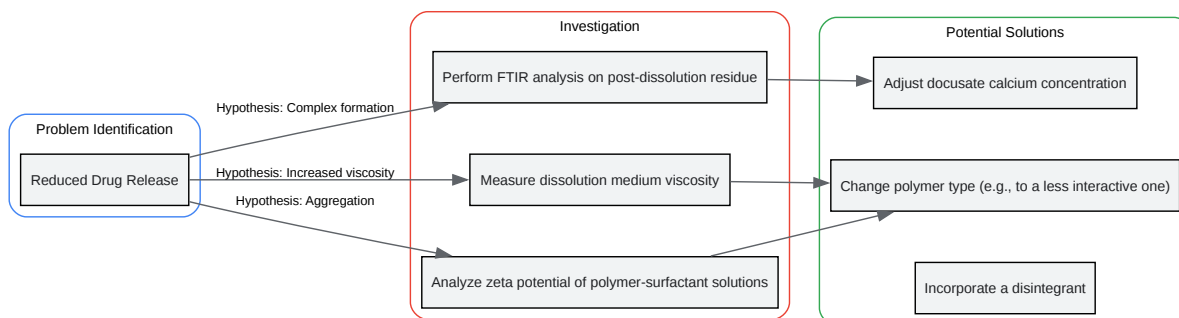 Problem Identification
Reduced Drug Release
Hypothesis: Complex formation
Hypothesis: Increased viscosity
Hypothesis: Aggregation
Investigation
Perform FTIR analysis on post-dissolution residue
Measure dissolution medium viscosity
Analyze zeta potential of polymer-surfactant solutions
Potential Solutions
Adjust docusate calcium concentration
Change polymer type (e.g., to a less interactive one)
Incorporate a disintegrant